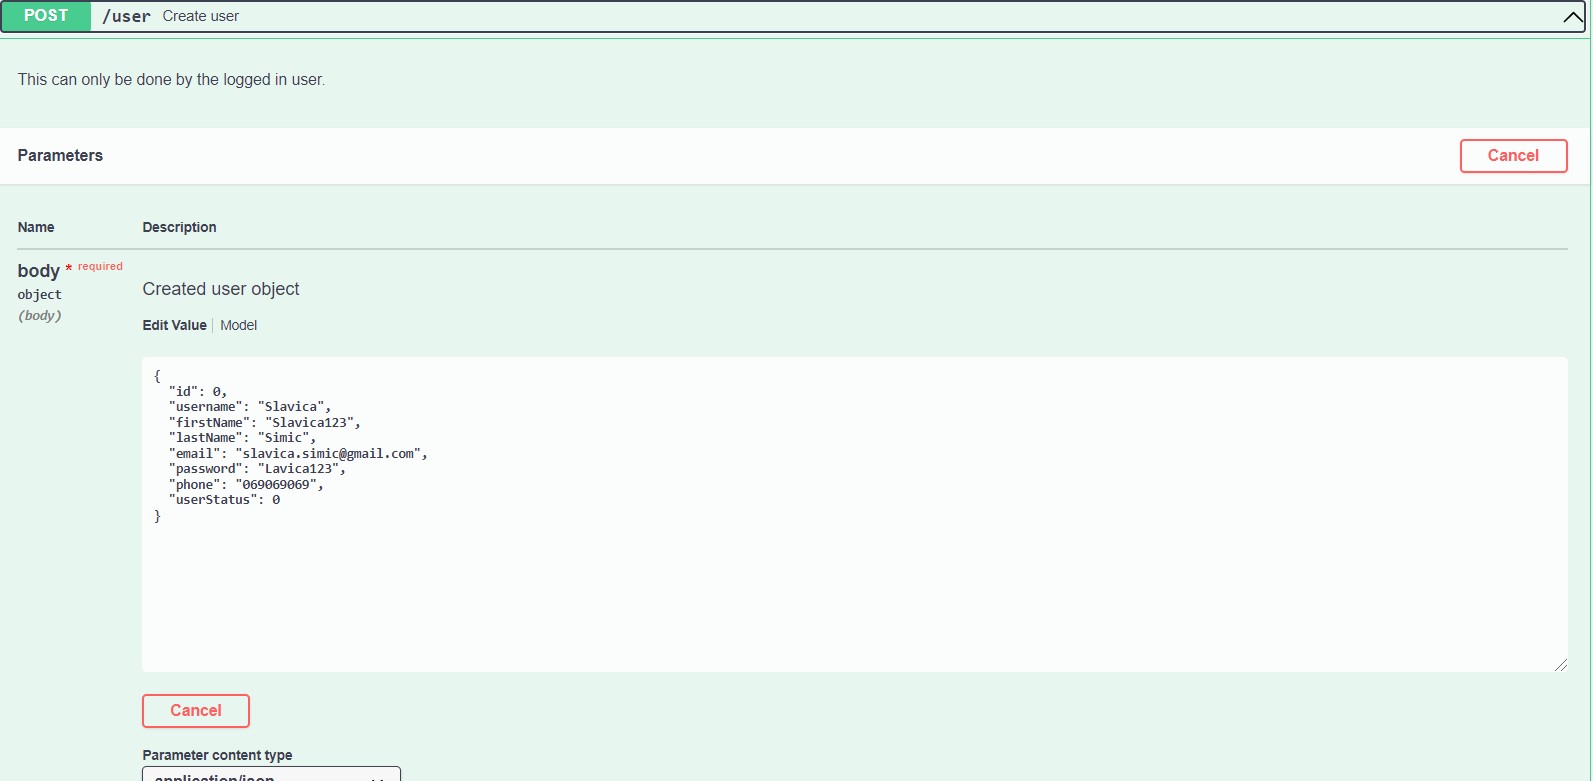 POST /user Create user
This can only be done by the logged in user.
Parameters Cancel
Name Description
body * required
object
(body)
Created user object
Edit Value | Model
{
  "id": 0,
  "username": "Slavica",
  "firstName": "Slavica123",
  "lastName": "Simic",
  "email": "slavica.simic@gmail.com",
  "password": "Lavica123",
  "phone": "069069069",
  "userStatus": 0
}
Cancel
Parameter content type
application/json